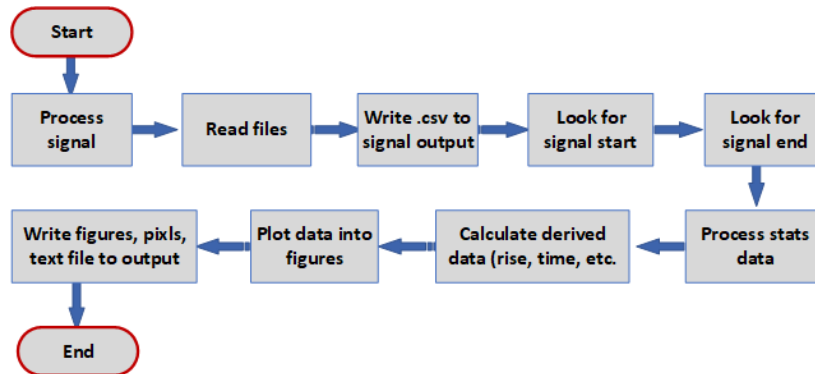 Start
Process
signal
Read files
Write .csv to
signal output
Look for
signal start
Look for
signal end
Process stats
data
Calculate derived
data (rise, time, etc.
Plot data into
figures
Write figures, pixls,
text file to output
End